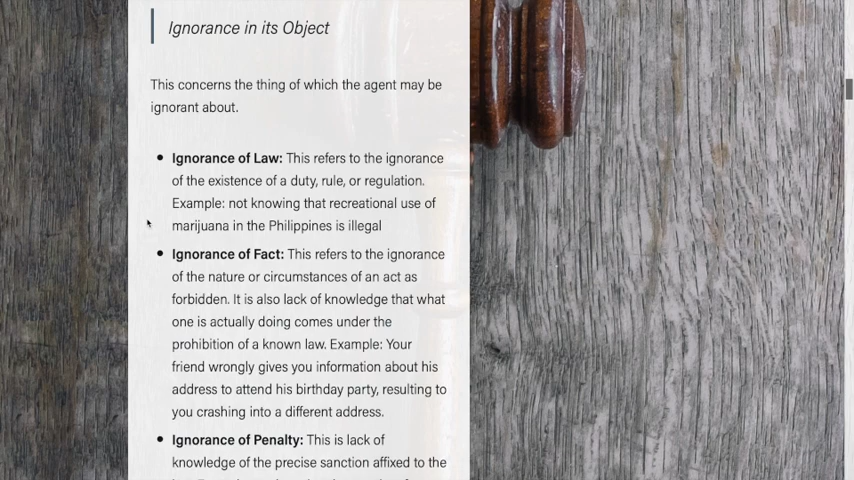 Ignorance in its Object
This concerns the thing of which the agent may be
ignorant about.
Ignorance of Law: This refers to the ignorance
of the existence of a duty, rule, or regulation.
Example: not knowing that recreational use of
marijuana in the Philippines is illegal
Ignorance of Fact: This refers to the ignorance
of the nature or circumstances of an act as
forbidden. It is also lack of knowledge that what
one is actually doing comes under the
prohibition of a known law. Example: Your
friend wrongly gives you information about his
address to attend his birthday party, resulting to
you crashing into a different address.
Ignorance of Penalty: This is lack of
knowledge of the precise sanction affixed to the